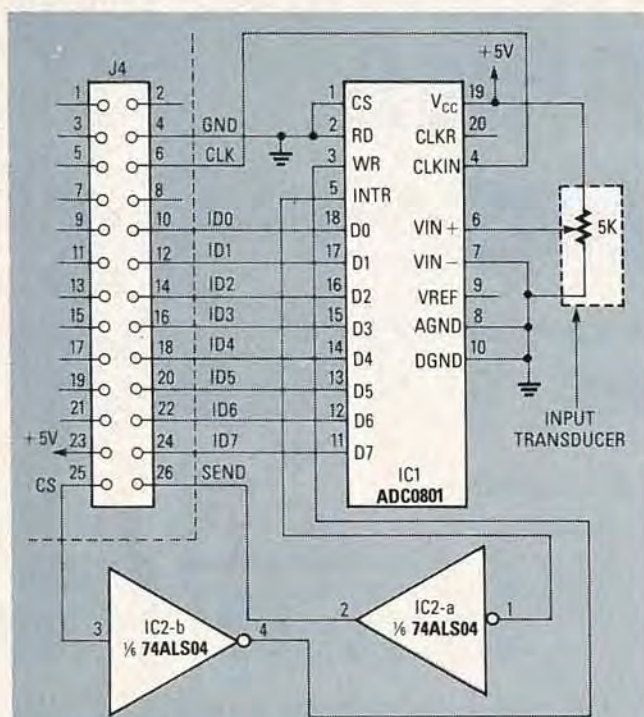 J4
+5V
1 2
3 4 GND
5 6 CLK
7 8
9 10 ID0
11 12 ID1
13 14 ID2
15 16 ID3
17 18 ID4
19 20 ID5
21 22 ID6
+5V 23 24 ID7
CS 25 26 SEND
1 CS VCC 19
2 RD CLKR 20
3 WR CLKIN 4
5 INTR
18 D0 VIN+ 6
17 D1 VIN− 7
16 D2 VREF 9
15 D3 AGND 8
14 D4 DGND 10
13 D5
12 D6
11 D7
IC1
ADC0801
5K
INPUT
TRANSDUCER
3 IC2-b 4
⅙ 74ALS04
2 IC2-a 1
⅙ 74ALS04